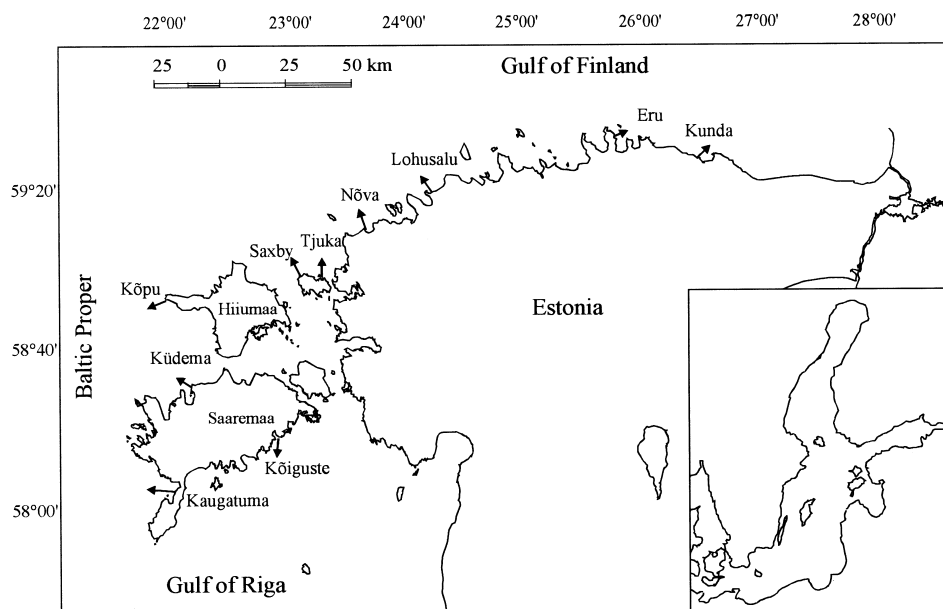 22°00' 23°00' 24°00' 25°00' 26°00' 27°00' 28°00'
25 0 25 50 km
Gulf of Finland
Eru
Kunda
Lohusalu
59°20'
Nõva
Tjuka
Saxby
Kõpu
Hiiumaa
Estonia
Baltic Proper
58°40'
Küdema
Saaremaa
Kõiguste
Kaugatuma
58°00'
Gulf of Riga